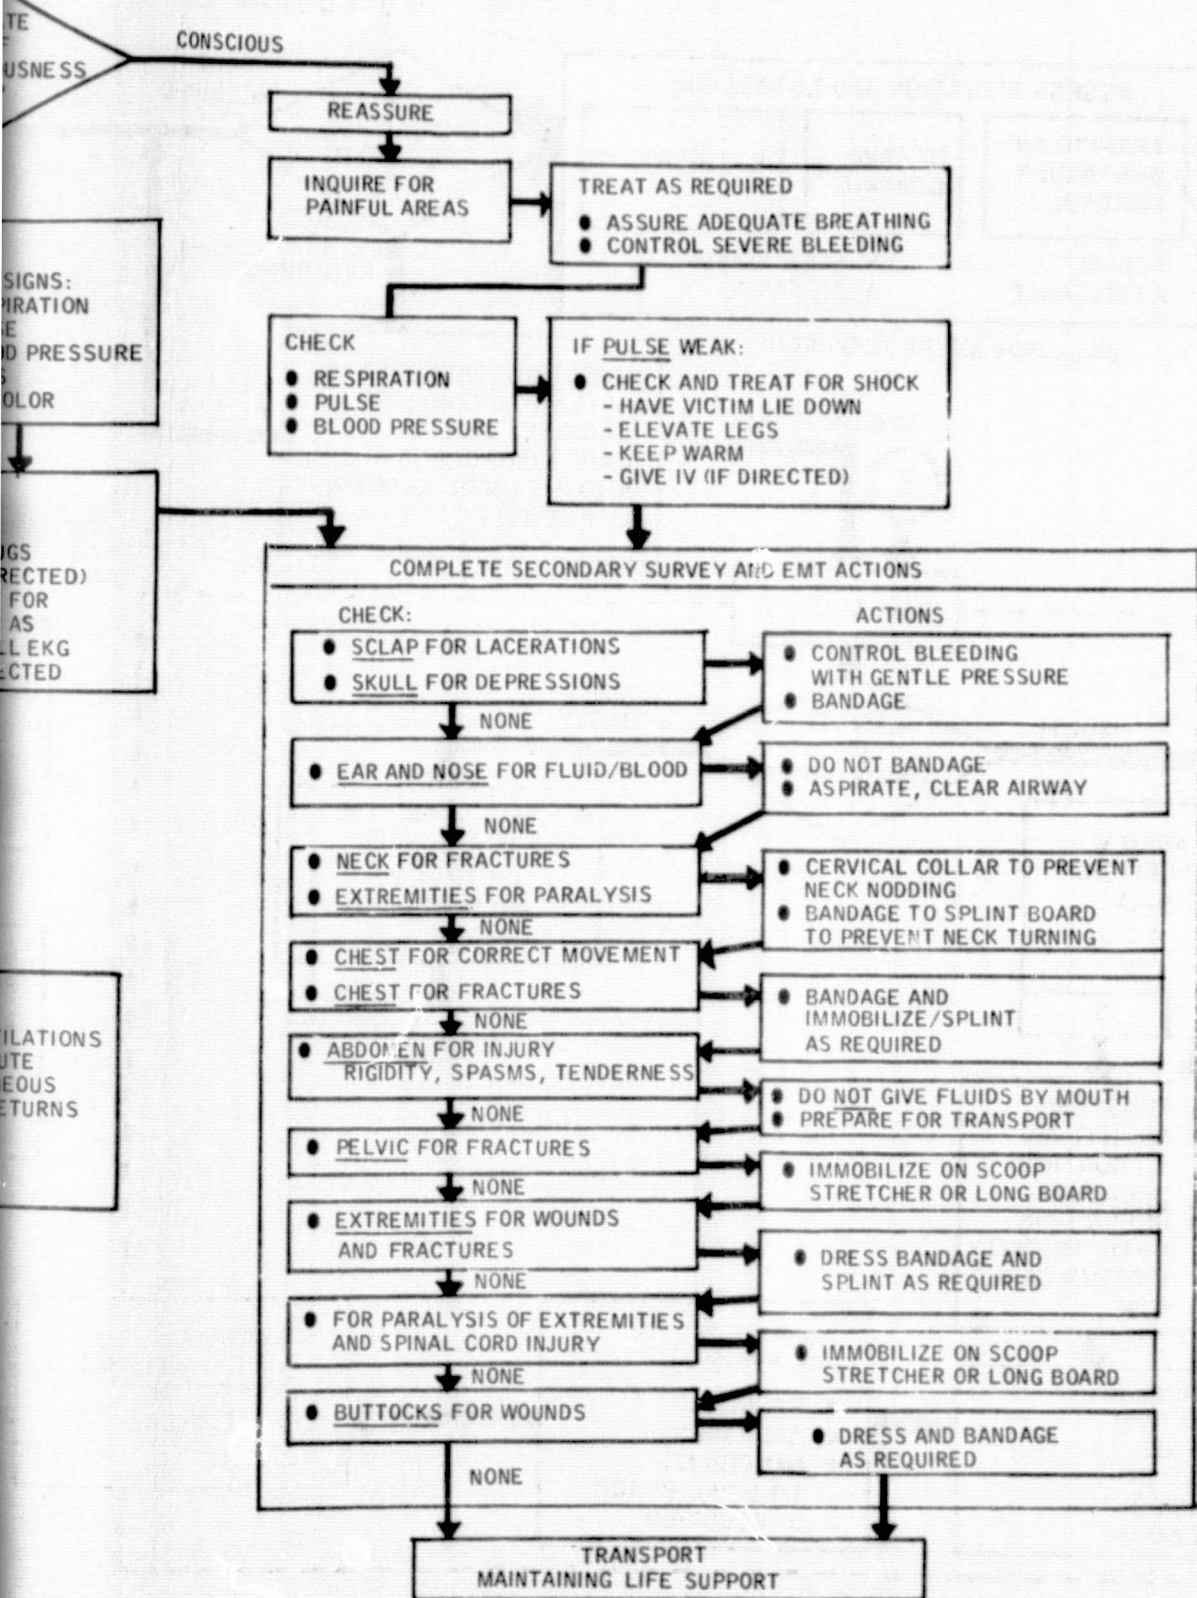 TE
USNESS
CONSCIOUS
REASSURE
INQUIRE FOR
PAINFUL AREAS
TREAT AS REQUIRED
● ASSURE ADEQUATE BREATHING
● CONTROL SEVERE BLEEDING
SIGNS:
PIRATION
SE
OD PRESSURE
S
OLOR
CHECK
● RESPIRATION
● PULSE
● BLOOD PRESSURE
IF PULSE WEAK:
● CHECK AND TREAT FOR SHOCK
- HAVE VICTIM LIE DOWN
- ELEVATE LEGS
- KEEP WARM
- GIVE IV (IF DIRECTED)
UGS
RECTED)
FOR
AS
LL EKG
ECTED
COMPLETE SECONDARY SURVEY AND EMT ACTIONS
CHECK:
ACTIONS
● SCLAP FOR LACERATIONS
● SKULL FOR DEPRESSIONS
● CONTROL BLEEDING
WITH GENTLE PRESSURE
● BANDAGE
NONE
● EAR AND NOSE FOR FLUID/BLOOD
● DO NOT BANDAGE
● ASPIRATE, CLEAR AIRWAY
NONE
● NECK FOR FRACTURES
● EXTREMITIES FOR PARALYSIS
● CERVICAL COLLAR TO PREVENT
NECK NODDING
● BANDAGE TO SPLINT BOARD
TO PREVENT NECK TURNING
NONE
● CHEST FOR CORRECT MOVEMENT
● CHEST FOR FRACTURES
● BANDAGE AND
IMMOBILIZE/SPLINT
AS REQUIRED
NONE
● ABDOMEN FOR INJURY
RIGIDITY, SPASMS, TENDERNESS
● DO NOT GIVE FLUIDS BY MOUTH
● PREPARE FOR TRANSPORT
NONE
● PELVIC FOR FRACTURES
● IMMOBILIZE ON SCOOP
STRETCHER OR LONG BOARD
NONE
● EXTREMITIES FOR WOUNDS
AND FRACTURES
● DRESS BANDAGE AND
SPLINT AS REQUIRED
NONE
● FOR PARALYSIS OF EXTREMITIES
AND SPINAL CORD INJURY
● IMMOBILIZE ON SCOOP
STRETCHER OR LONG BOARD
NONE
● BUTTOCKS FOR WOUNDS
● DRESS AND BANDAGE
AS REQUIRED
NONE
TILATIONS
UTE
NEOUS
ETURNS
TRANSPORT
MAINTAINING LIFE SUPPORT